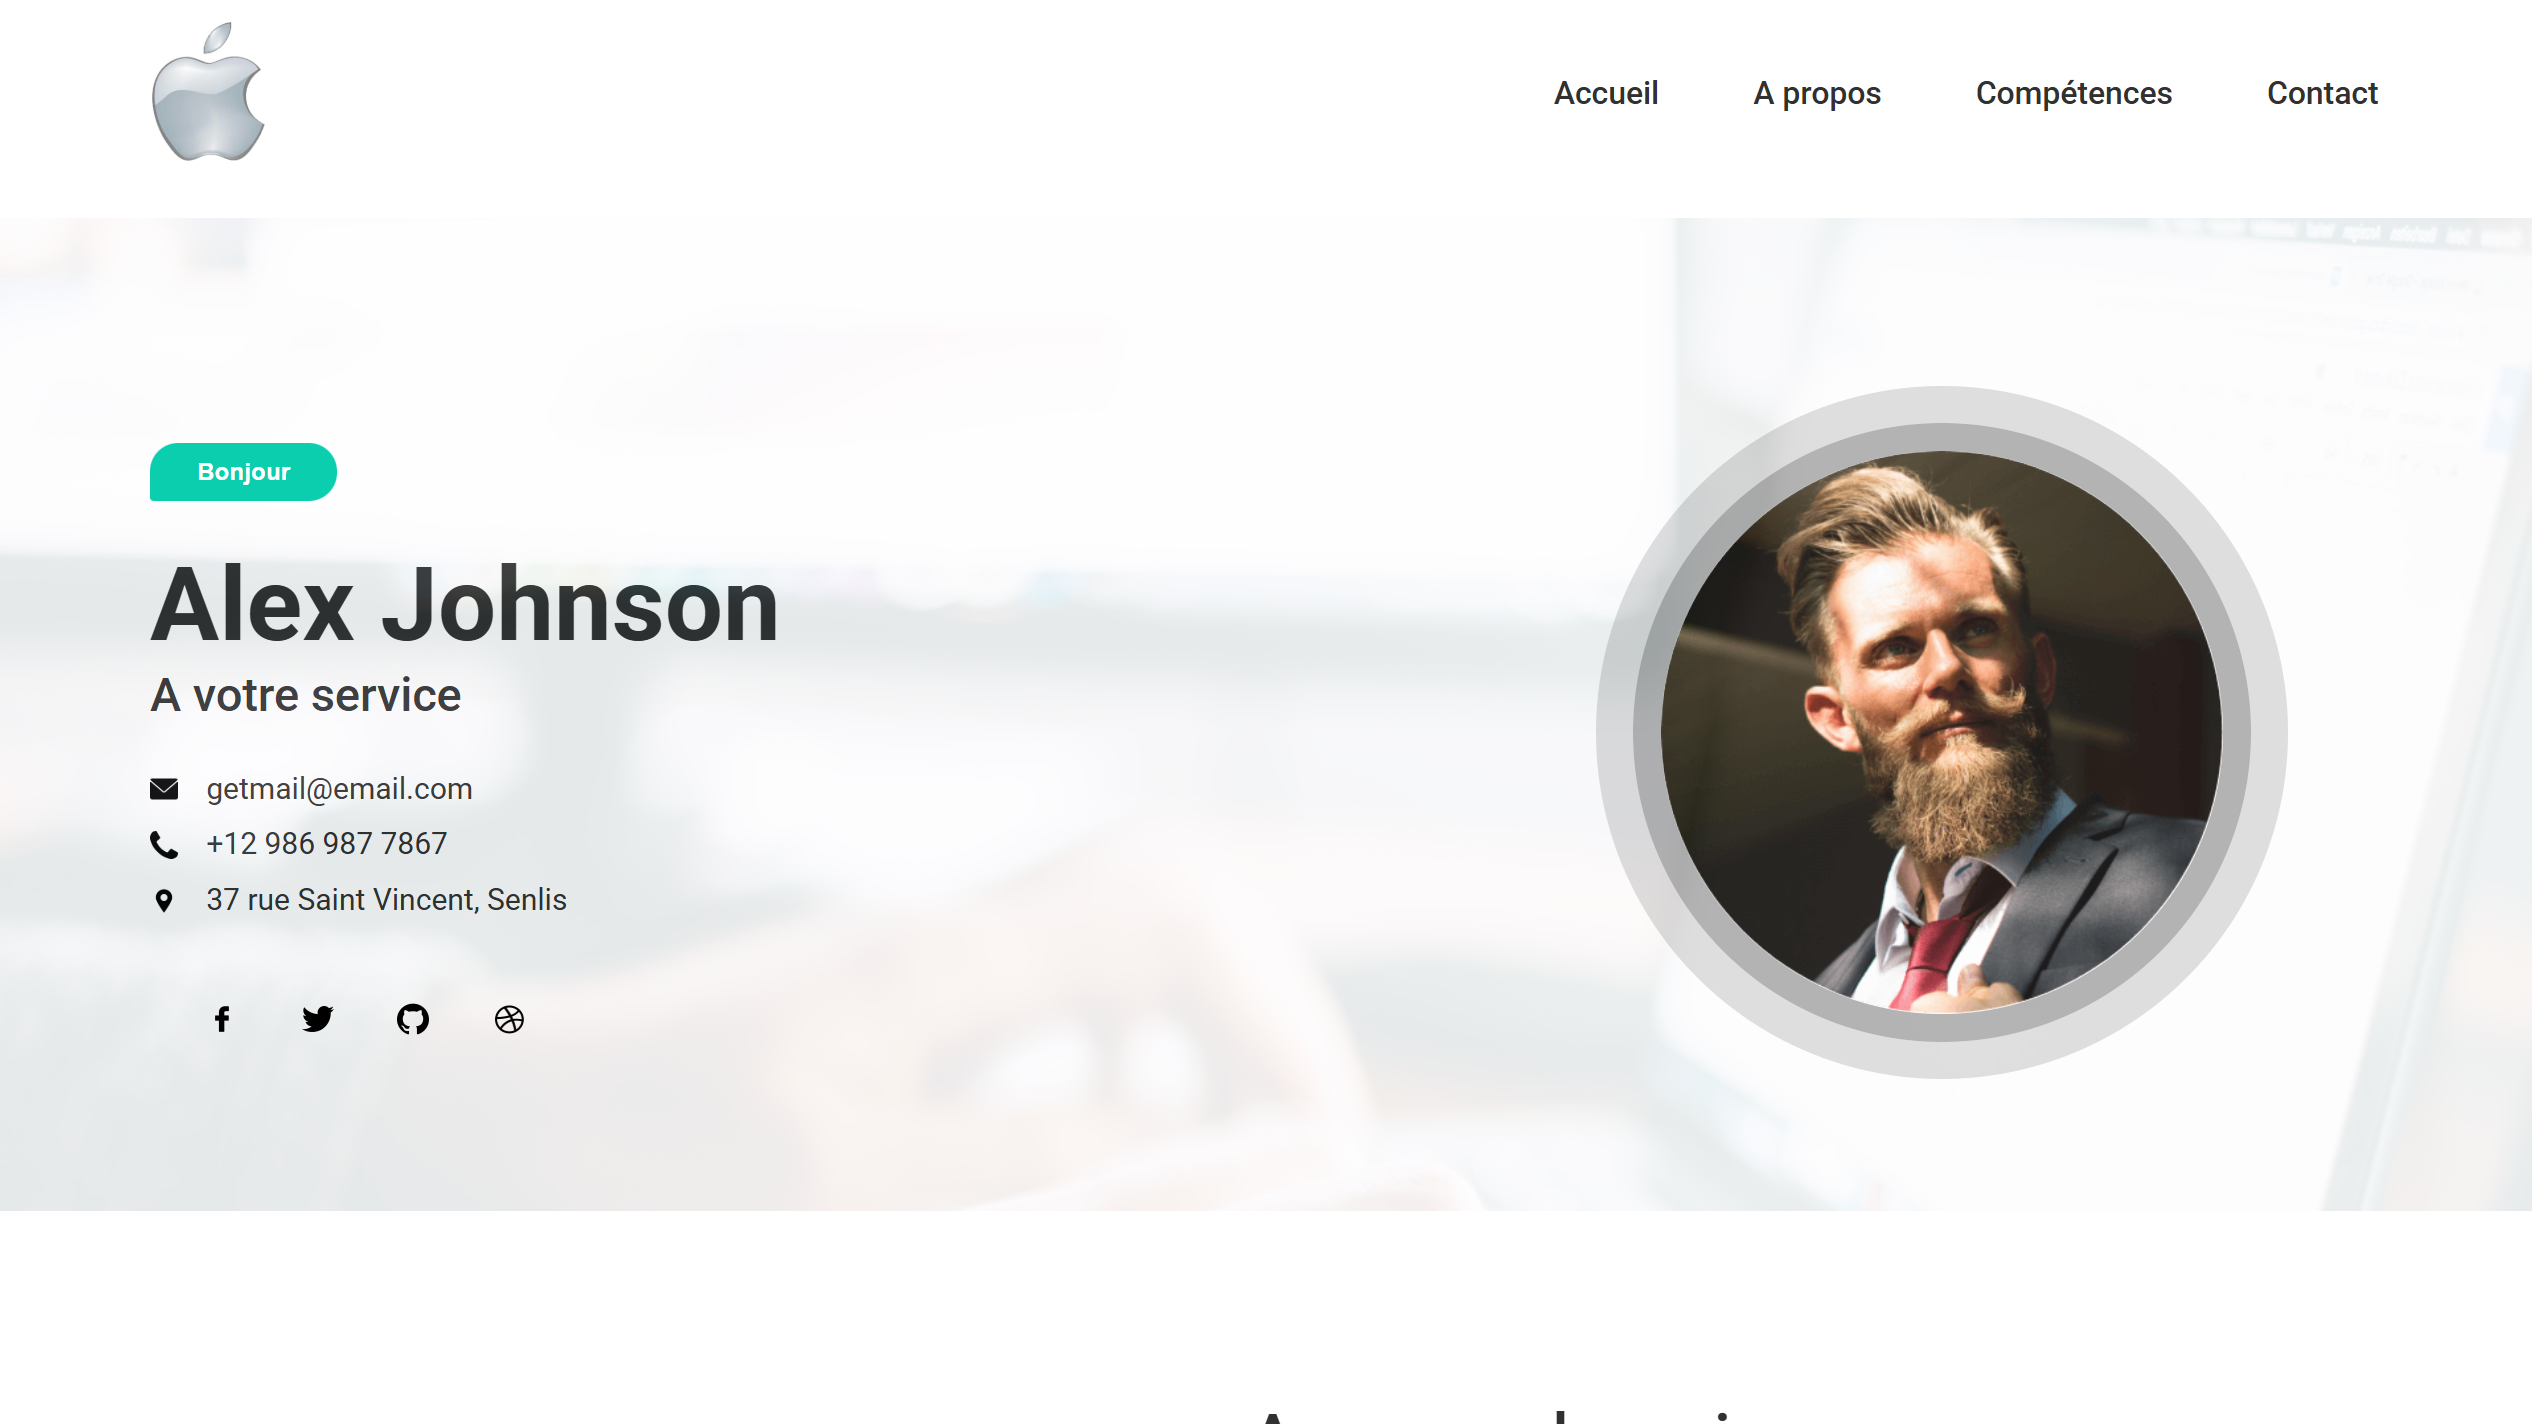 Accueil A propos Compétences Contact
Bonjour
Alex Johnson
A votre service
getmail@email.com
+12 986 987 7867
37 rue Saint Vincent, Senlis